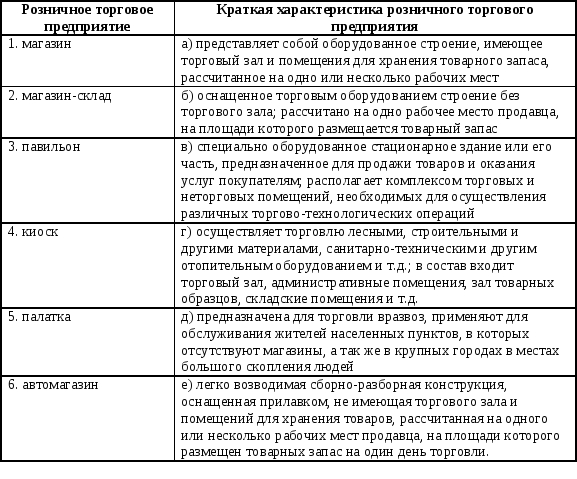 Розничное торговое
предприятие
Краткая характеристика розничного торгового
предприятия
1. магазин
а) представляет собой оборудованное строение, имеющее
торговый зал и помещения для хранения товарного запаса,
рассчитанное на одно или несколько рабочих мест
2. магазин-склад
б) оснащенное торговым оборудованием строение без
торгового зала; рассчитано на одно рабочее место продавца,
на площади которого размещается товарный запас
3. павильон
в) специально оборудованное стационарное здание или его
часть, предназначенное для продажи товаров и оказания
услуг покупателям; располагает комплексом торговых и
неторговых помещений, необходимых для осуществления
различных торгово-технологических операций
4. киоск
г) осуществляет торговлю лесными, строительными и
другими материалами, санитарно-техническим и другим
отопительным оборудованием и т.д.; в состав входит
торговый зал, административные помещения, зал товарных
образцов, складские помещения и т.д.
5. палатка
д) предназначена для торговли вразвоз, применяют для
обслуживания жителей населенных пунктов, в которых
отсутствуют магазины, а так же в крупных городах в местах
большого скопления людей
6. автомагазин
е) легко возводимая сборно-разборная конструкция,
оснащенная прилавком, не имеющая торгового зала и
помещений для хранения товаров, рассчитанная на одного
или несколько рабочих мест продавца, на площади которого
размещен товарных запас на один день торговли.